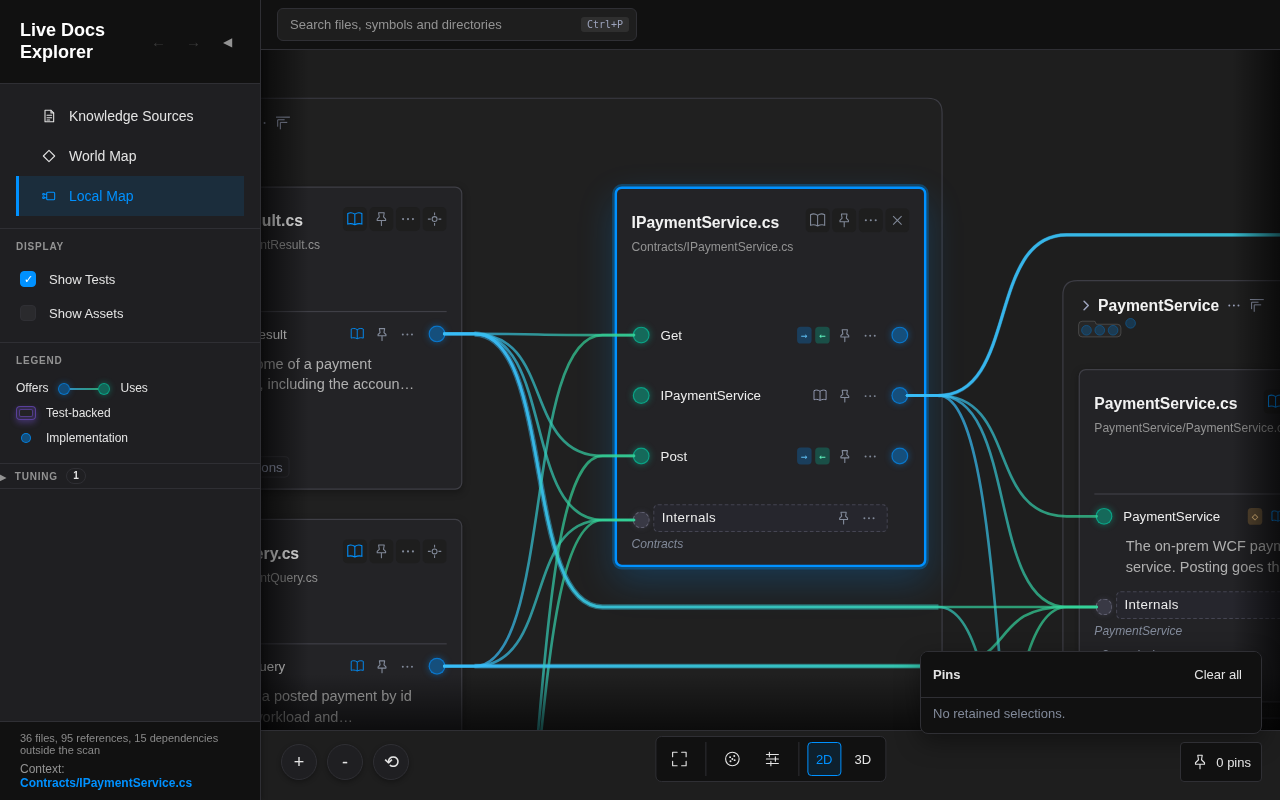 Live Docs
Explorer
Search files, symbols and directories
Ctrl+P
Knowledge Sources
World Map
Local Map
DISPLAY
Show Tests
Show Assets
LEGEND
Offers
Uses
Test-backed
Implementation
TUNING
1
36 files, 95 references, 15 dependencies
outside the scan
Context:
Contracts/IPaymentService.cs
ult.cs
ntResult.cs
esult
ome of a payment
, including the accoun…
ons
ery.cs
ntQuery.cs
uery
a posted payment by id
workload and…
IPaymentService.cs
Contracts/IPaymentService.cs
Get
IPaymentService
Post
Internals
Contracts
PaymentService
PaymentService.cs
PaymentService/PaymentService.c
PaymentService
The on-prem WCF paym
service. Posting goes th
Internals
PaymentService
Pins
Clear all
No retained selections.
+
-
2D
3D
0 pins